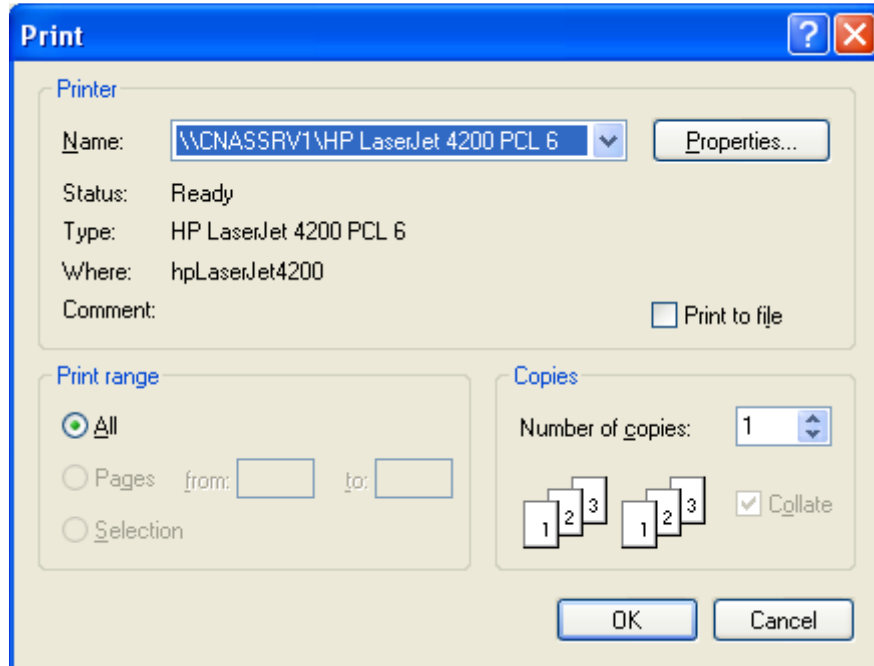 Print
Printer
Name: \\CNASSRV1\HP LaserJet 4200 PCL 6 Properties...
Status: Ready
Type: HP LaserJet 4200 PCL 6
Where: hpLaserJet4200
Comment: Print to file
Print range
All
Pages from: to:
Selection
Copies
Number of copies: 1
1 2 3 1 2 3 Collate
OK Cancel